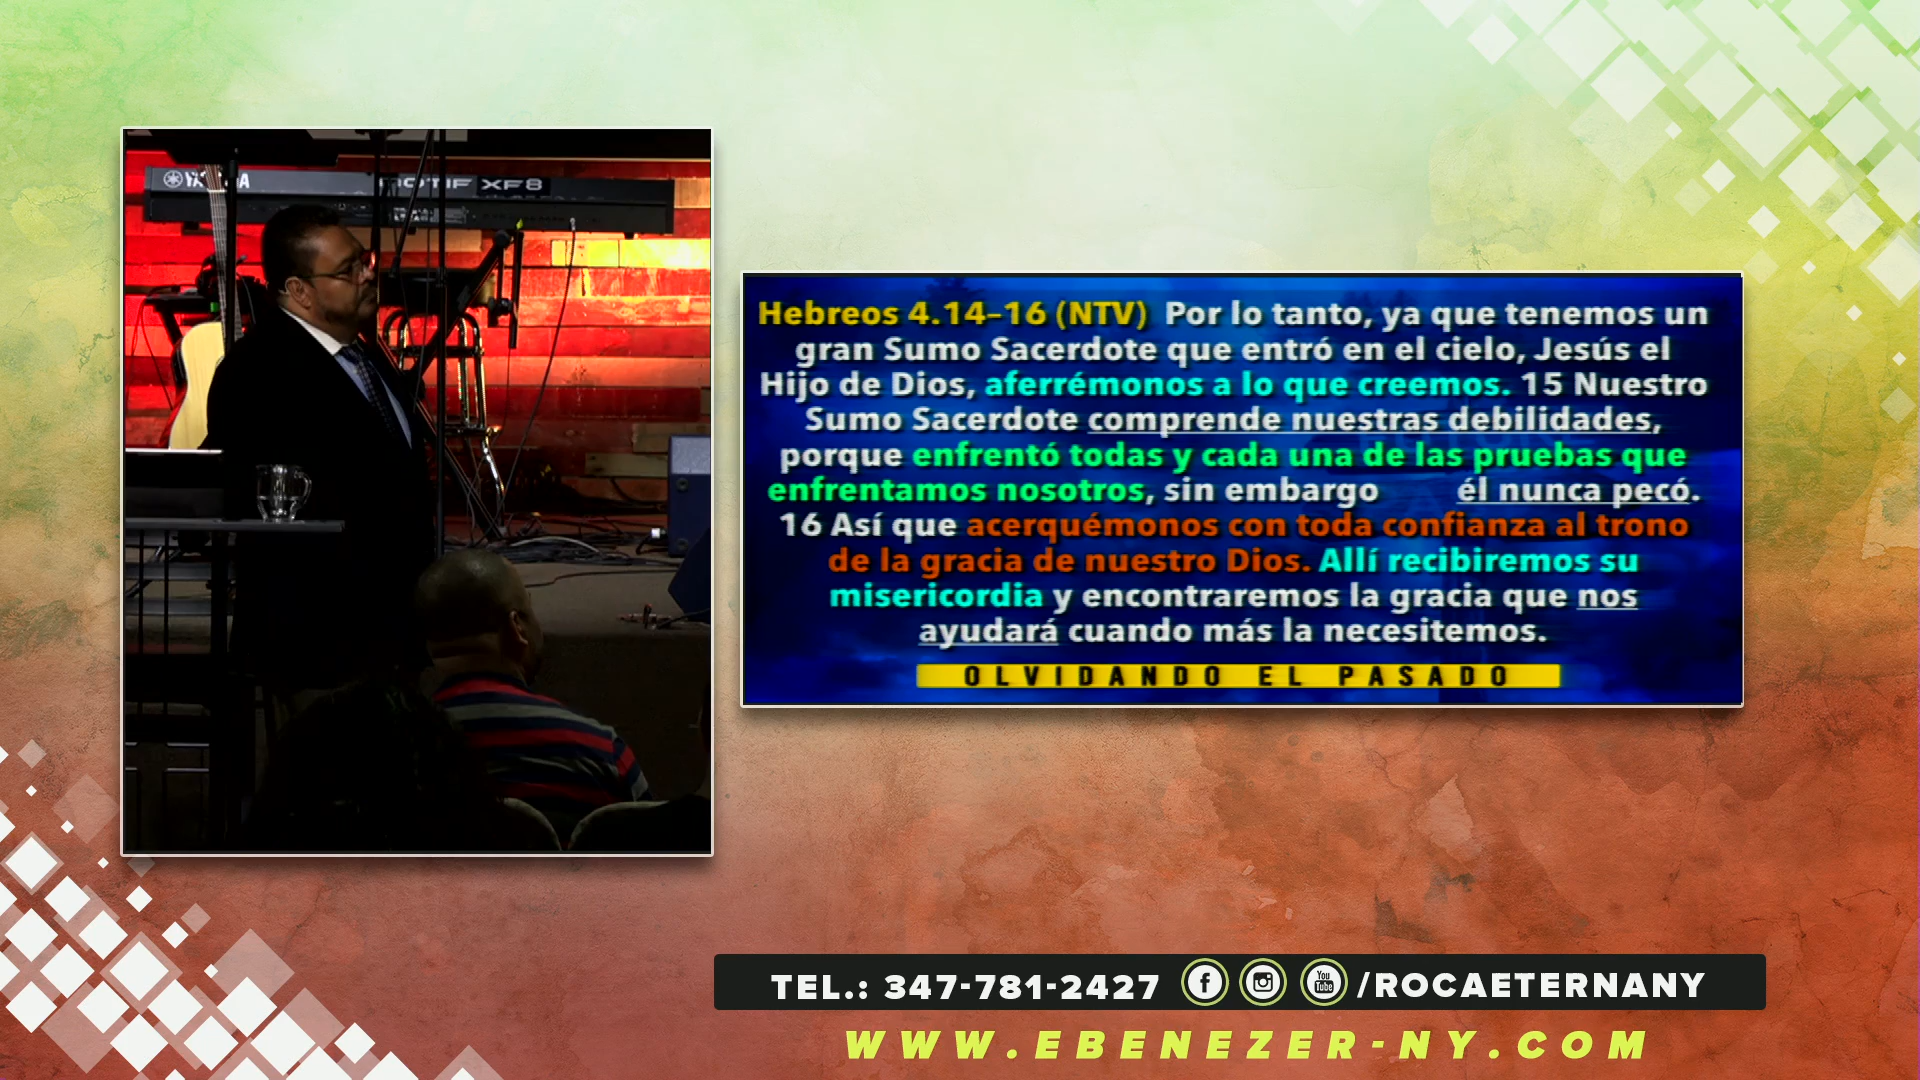 YAMAHA MOTIF XF8
Hebreos 4.14–16 (NTV) Por lo tanto, ya que tenemos un
gran Sumo Sacerdote que entró en el cielo, Jesús el
Hijo de Dios, aferrémonos a lo que creemos. 15 Nuestro
Sumo Sacerdote comprende nuestras debilidades,
porque enfrentó todas y cada una de las pruebas que
enfrentamos nosotros, sin embargo él nunca pecó.
16 Así que acerquémonos con toda confianza al trono
de la gracia de nuestro Dios. Allí recibiremos su
misericordia y encontraremos la gracia que nos
ayudará cuando más la necesitemos.
OLVIDANDO EL PASADO
TEL.: 347-781-2427 f You Tube /ROCAETERNANY
WWW.EBENEZER-NY.COM